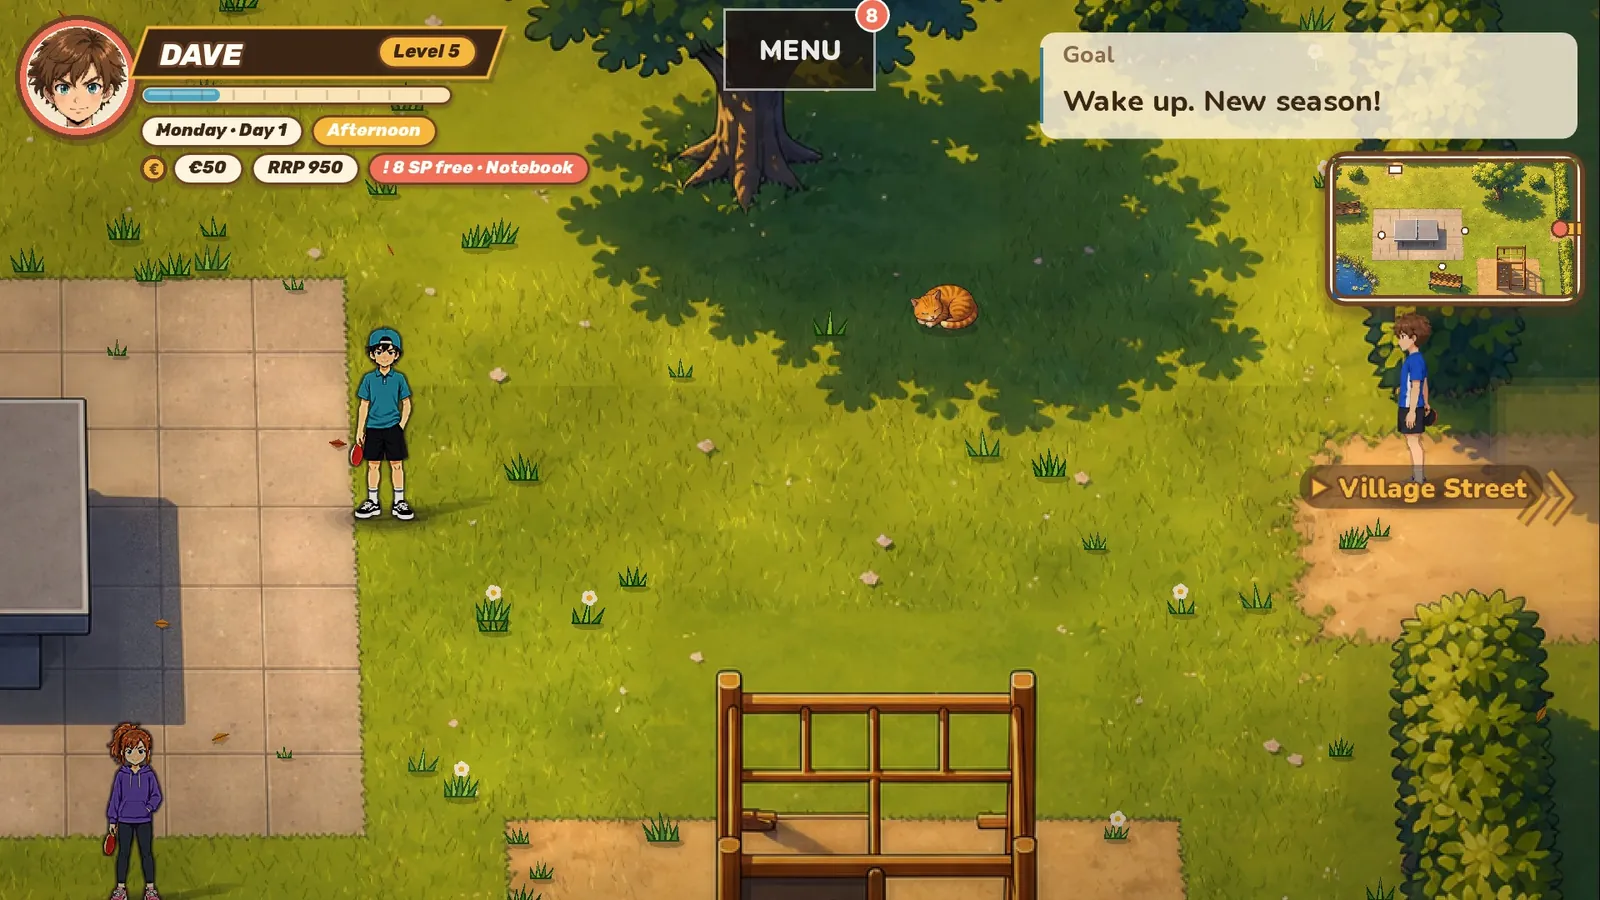 DAVE
Level 5
Monday · Day 1
Afternoon
€
€50
RRP 950
! 8 SP free · Notebook
MENU
8
Goal
Wake up. New season!
Village Street